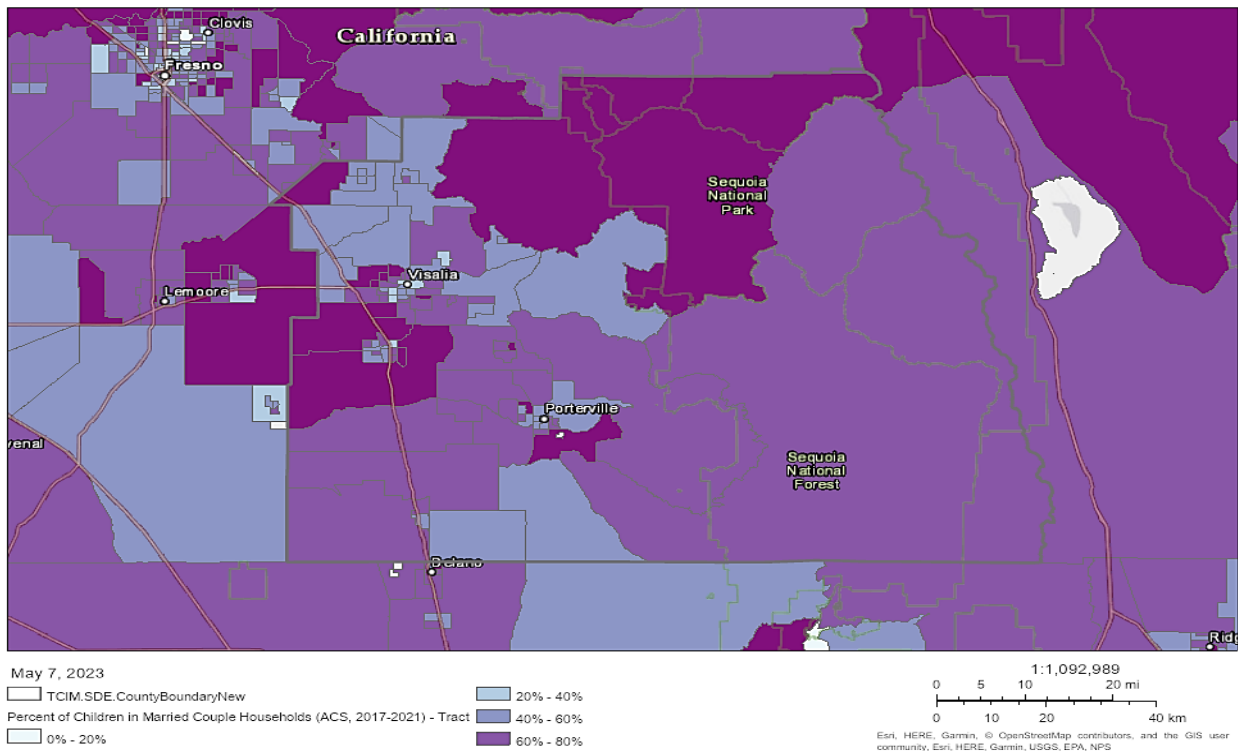 Clovis
California
Fresno
Sequoia
National
Park
Visalia
Lemoore
Porterville
venal
Sequoia
National
Forest
Delano
Ridg
May 7, 2023
1:1,092,989
TCIM.SDE.CountyBoundaryNew
Percent of Children in Married Couple Households (ACS, 2017-2021) - Tract
0% - 20%
20% - 40%
40% - 60%
60% - 80%
0 5 10 20 mi
0 10 20 40 km
Esri, HERE, Garmin, © OpenStreetMap contributors, and the GIS user
community, Esri, HERE, Garmin, USGS, EPA, NPS